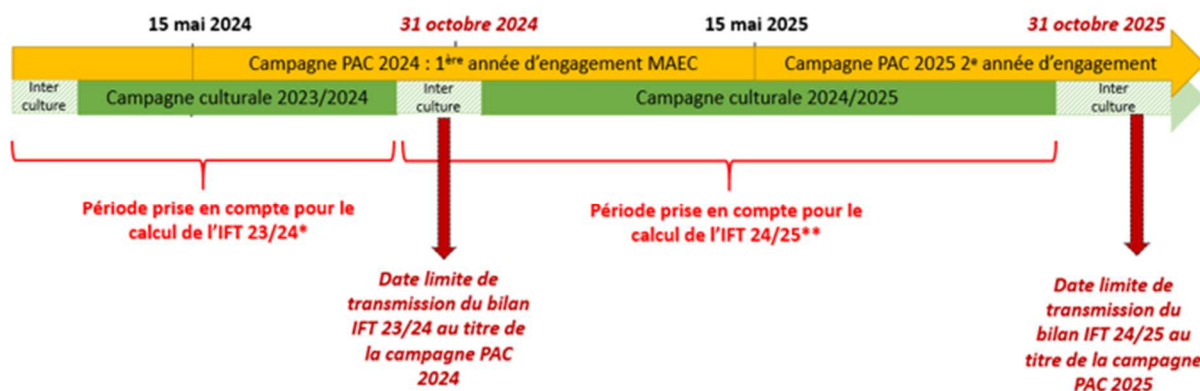 15 mai 2024
31 octobre 2024
15 mai 2025
31 octobre 2025
Campagne PAC 2024 : 1ère année d'engagement MAEC
Campagne PAC 2025 2e année d'engagement
Inter
culture
Campagne culturale 2023/2024
Inter
culture
Campagne culturale 2024/2025
Inter
culture
Période prise en compte pour le
calcul de l'IFT 23/24*
Période prise en compte pour le
calcul de l'IFT 24/25**
Date limite de
transmission du bilan
IFT 23/24 au titre de
la campagne PAC
2024
Date limite de
transmission du
bilan IFT 24/25 au
titre de la campagne
PAC 2025